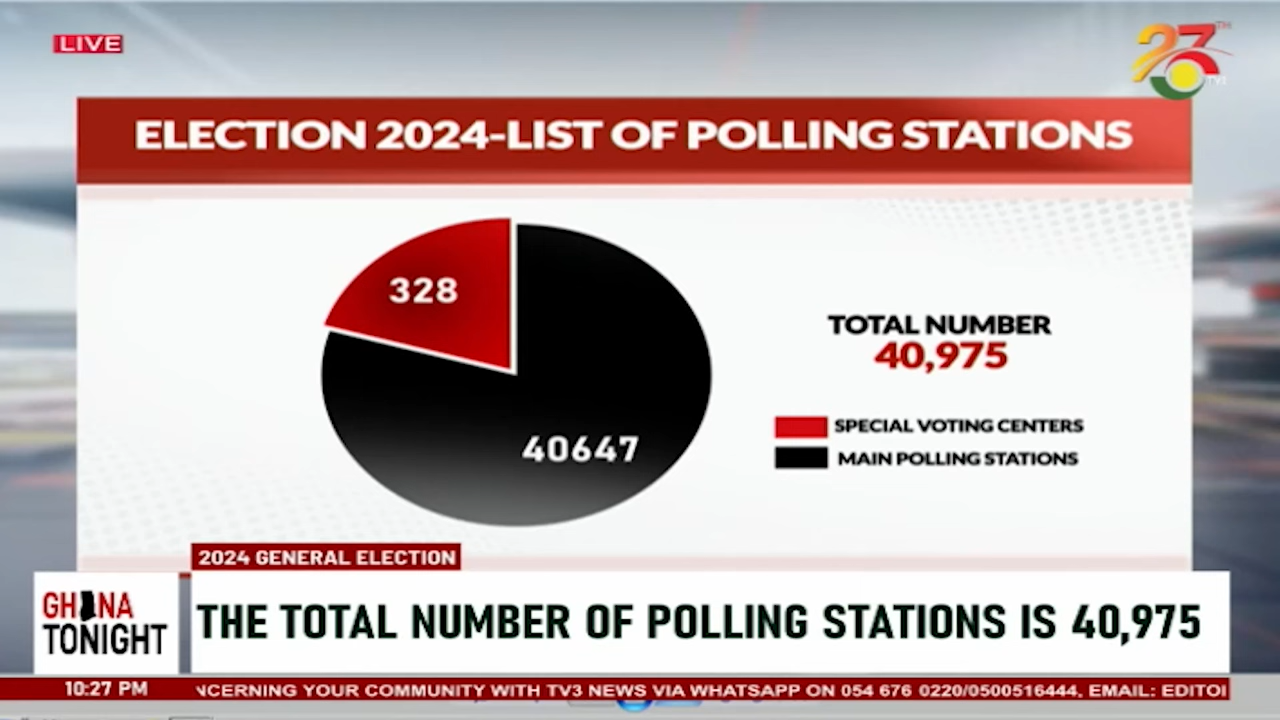 LIVE
23TH
TV3
ELECTION 2024-LIST OF POLLING STATIONS
328
40647
TOTAL NUMBER
40,975
SPECIAL VOTING CENTERS
MAIN POLLING STATIONS
2024 GENERAL ELECTION
GHANA
TONIGHT
THE TOTAL NUMBER OF POLLING STATIONS IS 40,975
10:27 PM
NCERNING YOUR COMMUNITY WITH TV3 NEWS VIA WHATSAPP ON 054 676 0220/0500516444. EMAIL: EDITOI